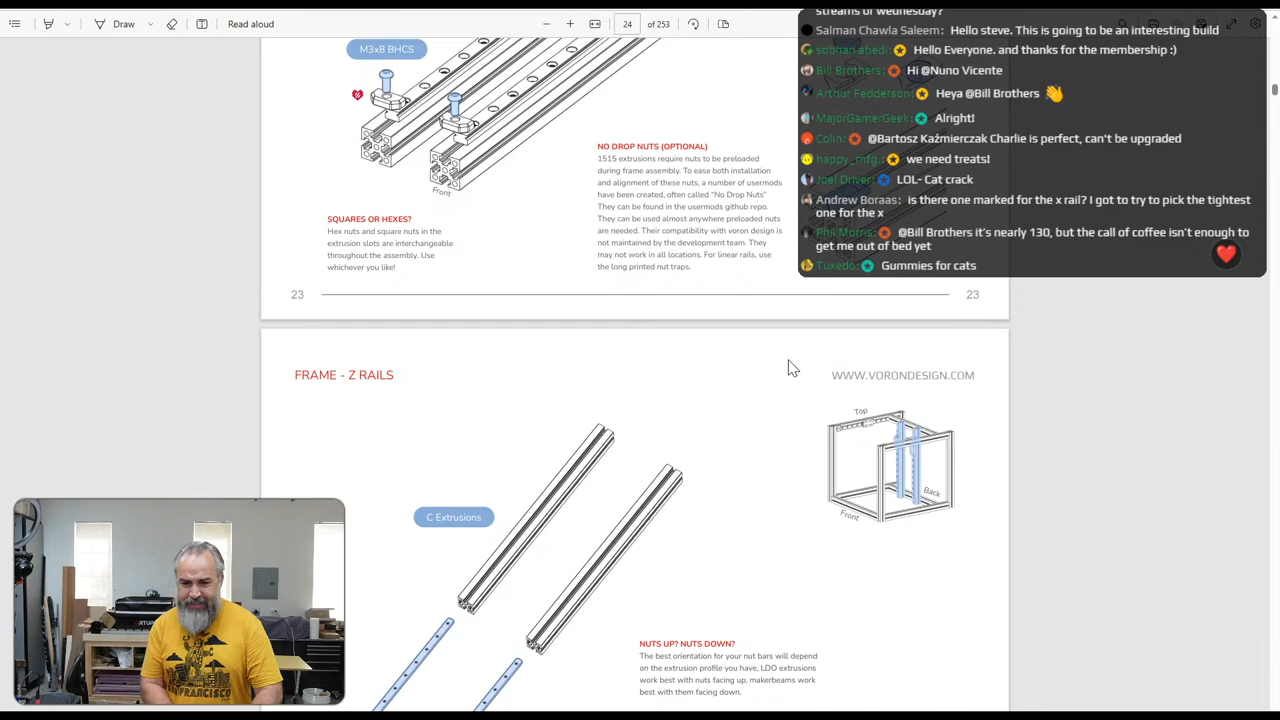 Draw
Read aloud
24
of 253
M3x8 BHCS
Front
SQUARES OR HEXES?
Hex nuts and square nuts in the
extrusion slots are interchangeable
throughout the assembly. Use
whichever you like!
NO DROP NUTS (OPTIONAL)
1515 extrusions require nuts to be preloaded
during frame assembly. To ease both installation
and alignment of these nuts, a number of usermods
have been created, often called "No Drop Nuts"
They can be found in the usermods github repo.
They can be used almost anywhere preloaded nuts
are needed. Their compatibility with voron design is
not maintained by the development team. They
may not work in all locations. For linear rails, use
the long printed nut traps.
23
23
streams or wednesday?
Salman Chawla Saleem: Hello steve. This is going to be an interesting build
sobhan abedi: Hello Everyone. and thanks for the membership :)
Bill Brothers: Hi @Nuno Vicente
Arthur Fedderson: Heya @Bill Brothers 👋
MajorGamerGeek: Alright!
Colin: @Bartosz Kaźmierczak Charlie is perfect, can't be upgraded
happy_mfg.: we need treats!
Joel Driver: LOL- Cat crack
Andrew Boraas: is there one marked for the x rail? I got to try to pick the tightest
one for the x
Phil Morris: @Bill Brothers it's nearly 130, but the call of coffee isn't enough to
get me out of bed yet
Tuxedo: Gummies for cats
FRAME - Z RAILS
WWW.VORONDESIGN.COM
Top
Back
Front
C Extrusions
NUTS UP? NUTS DOWN?
The best orientation for your nut bars will depend
on the extrusion profile you have, LDO extrusions
work best with nuts facing up, makerbeams work
best with them facing down.